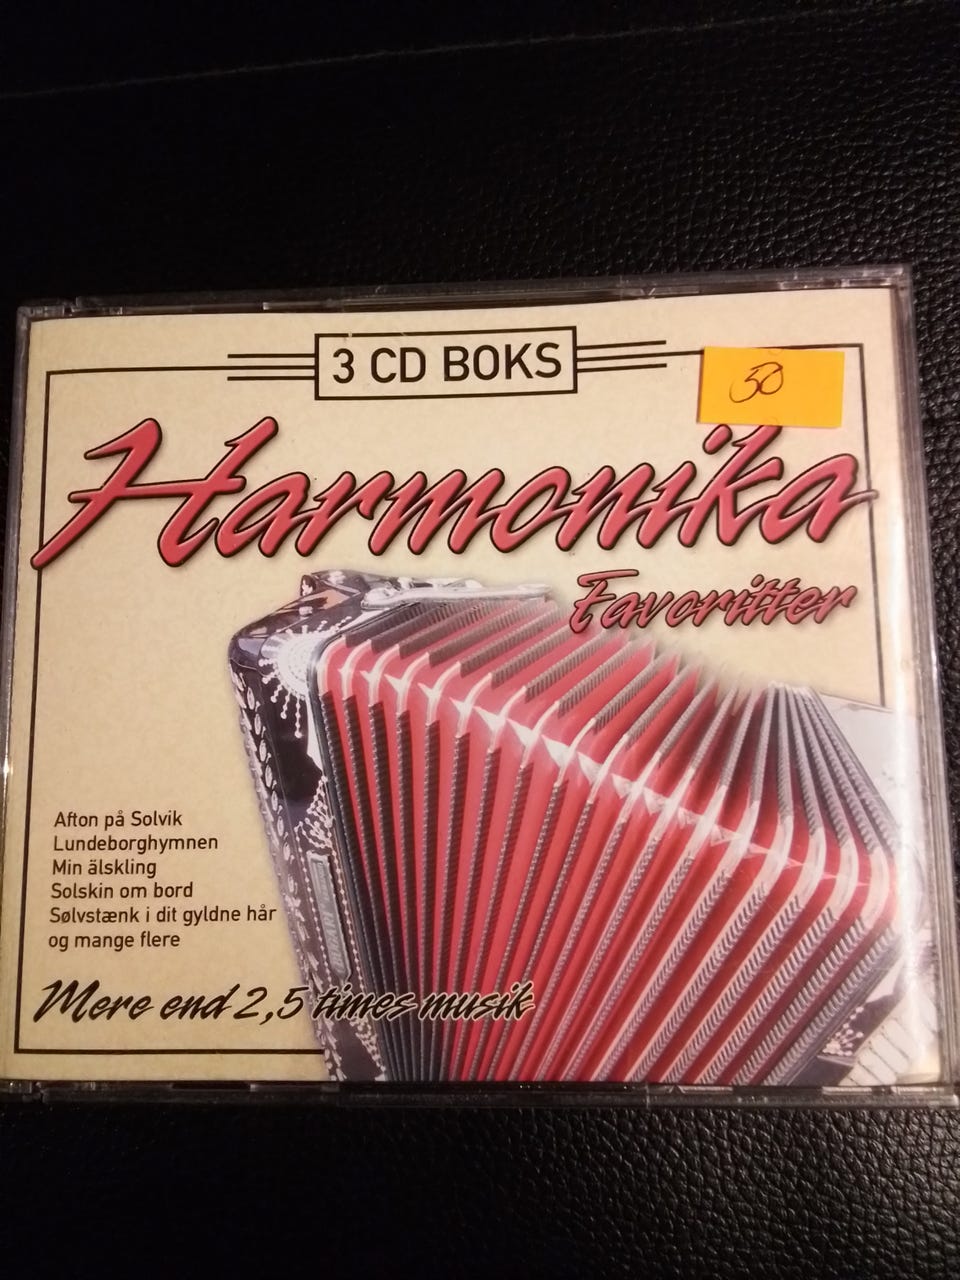 3 CD BOKS
50
Harmonika
Favoritter
Afton på Solvik
Lundeborghymnen
Min älskling
Solskin om bord
Sølvstænk i dit gyldne hår
og mange flere
Mere end 2,5 times musik